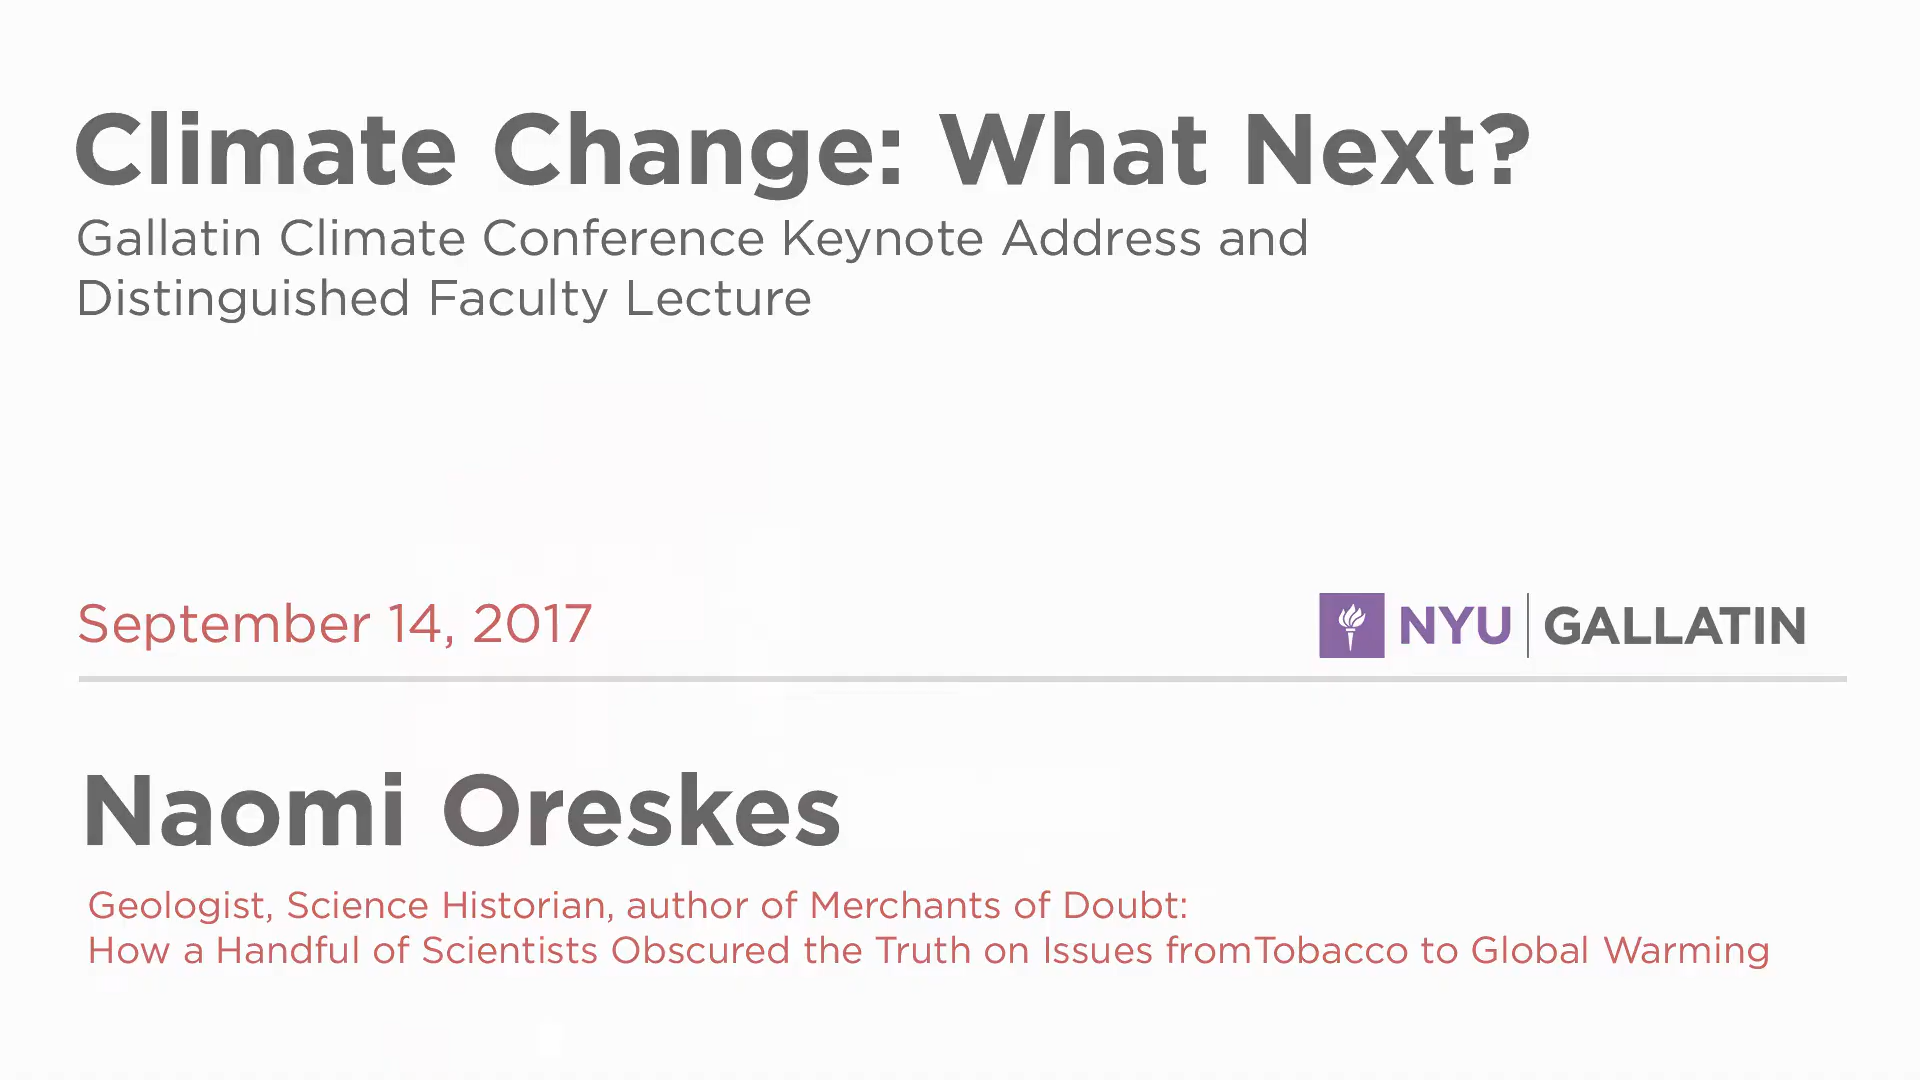 Climate Change: What Next?
Gallatin Climate Conference Keynote Address and
Distinguished Faculty Lecture
September 14, 2017
NYU GALLATIN
Naomi Oreskes
Geologist, Science Historian, author of Merchants of Doubt:
How a Handful of Scientists Obscured the Truth on Issues fromTobacco to Global Warming